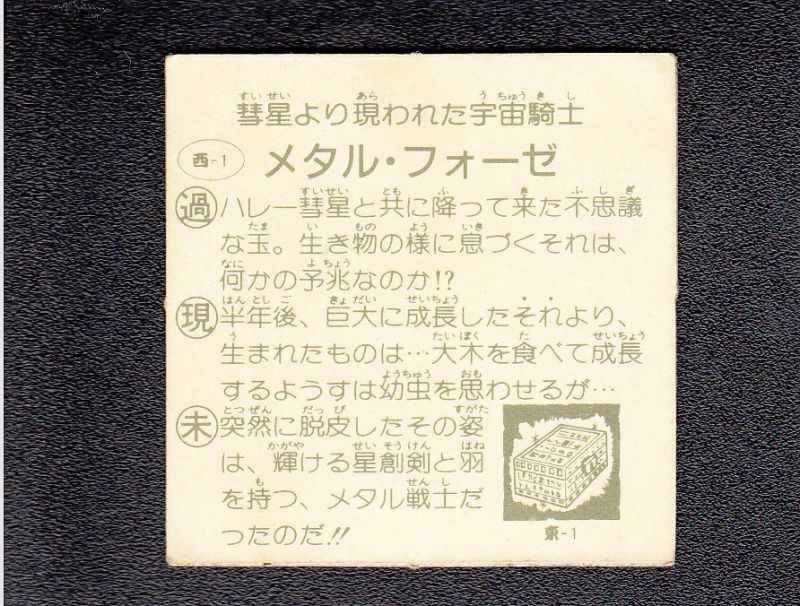 彗星より現われた宇宙騎士
西-1 メタル・フォーゼ
過 ハレー彗星と共に降って来た不思議
な玉。生き物の様に息づくそれは、
何かの予兆なのか!?
現 半年後、巨大に成長したそれより、
生まれたものは…大木を食べて成長
するようすは幼虫を思わせるが…
未 突然に脱皮したその姿
は、輝ける星創剣と羽
を持つ、メタル戦士だ
ったのだ!!
東-1